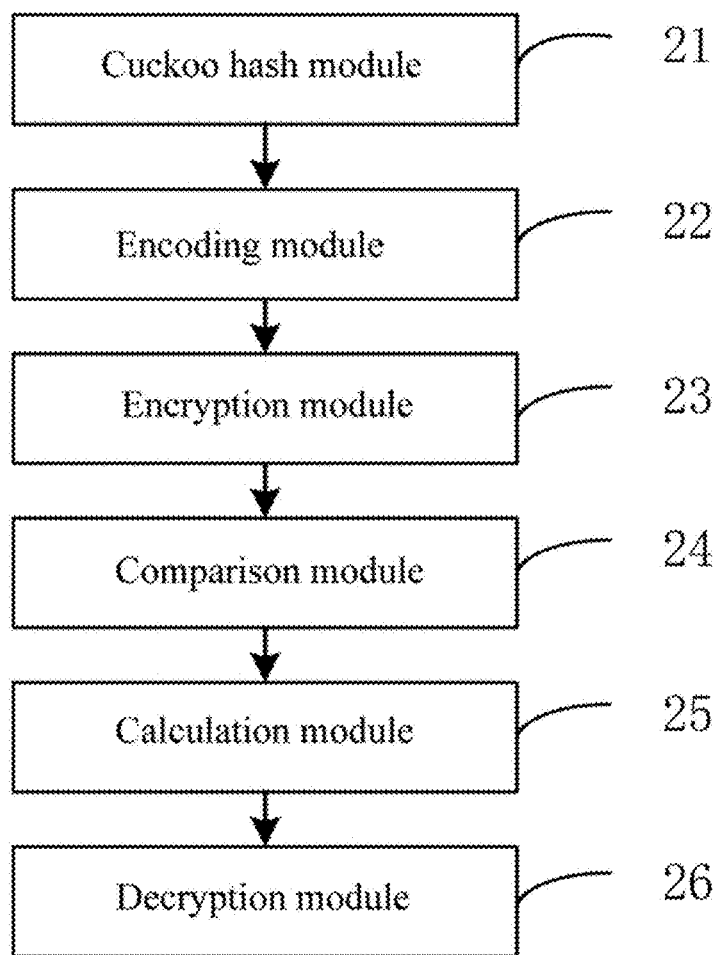 Cuckoo hash module 21
Encoding module 22
Encryption module 23
Comparison module 24
Calculation module 25
Decryption module 26